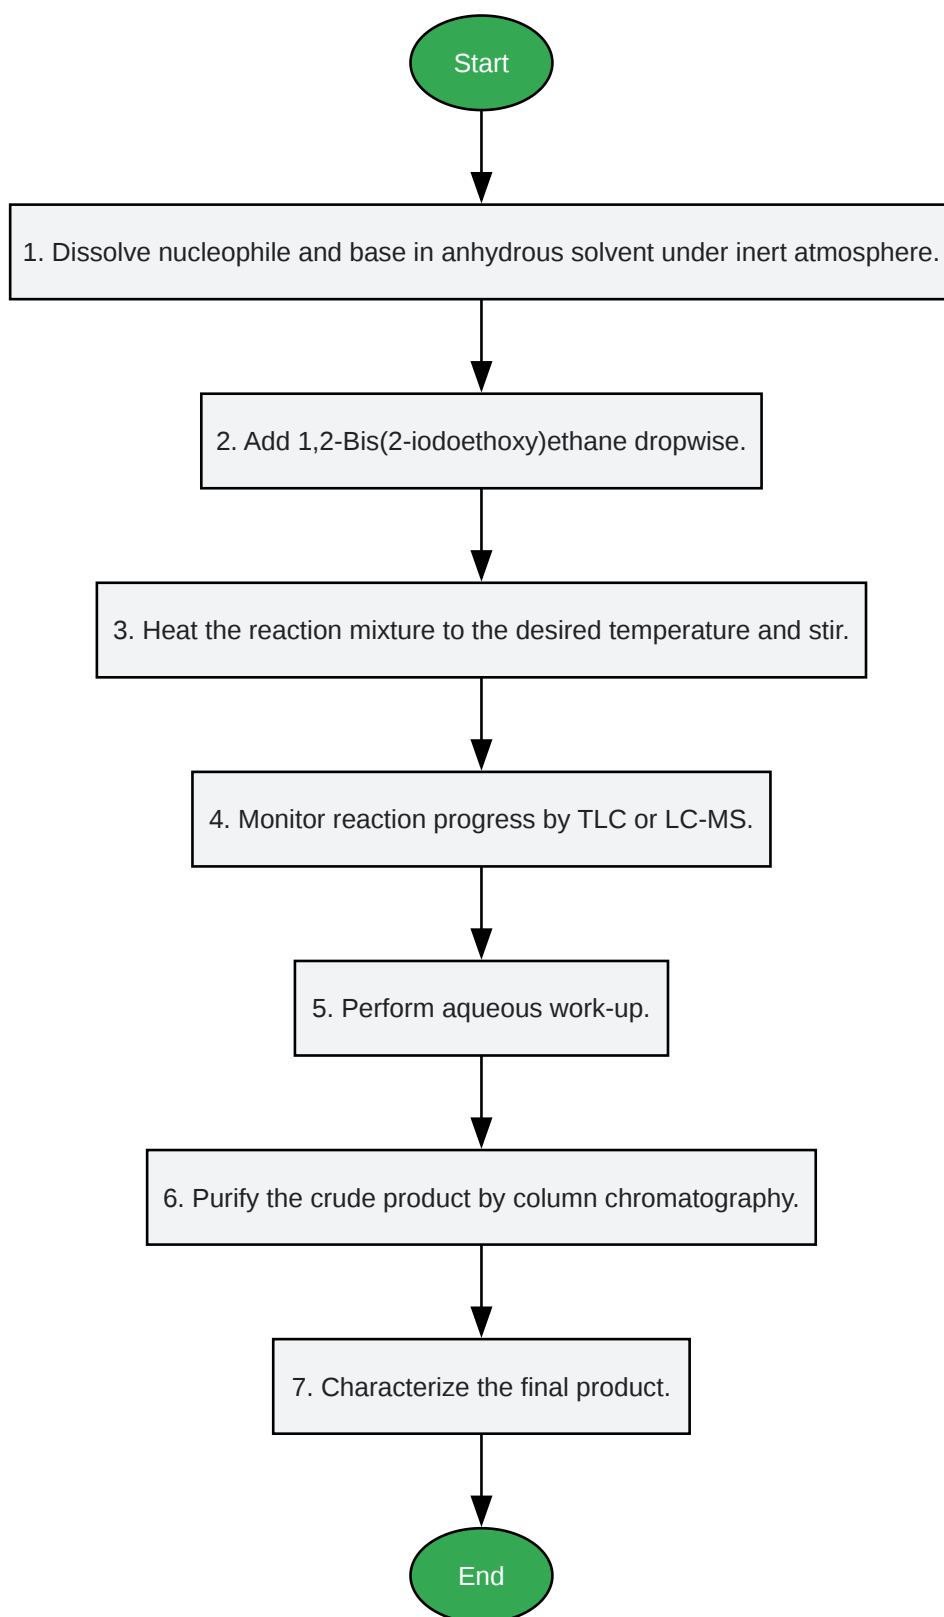 Start
1. Dissolve nucleophile and base in anhydrous solvent under inert atmosphere.
2. Add 1,2-Bis(2-iodoethoxy)ethane dropwise.
3. Heat the reaction mixture to the desired temperature and stir.
4. Monitor reaction progress by TLC or LC-MS.
5. Perform aqueous work-up.
6. Purify the crude product by column chromatography.
7. Characterize the final product.
End